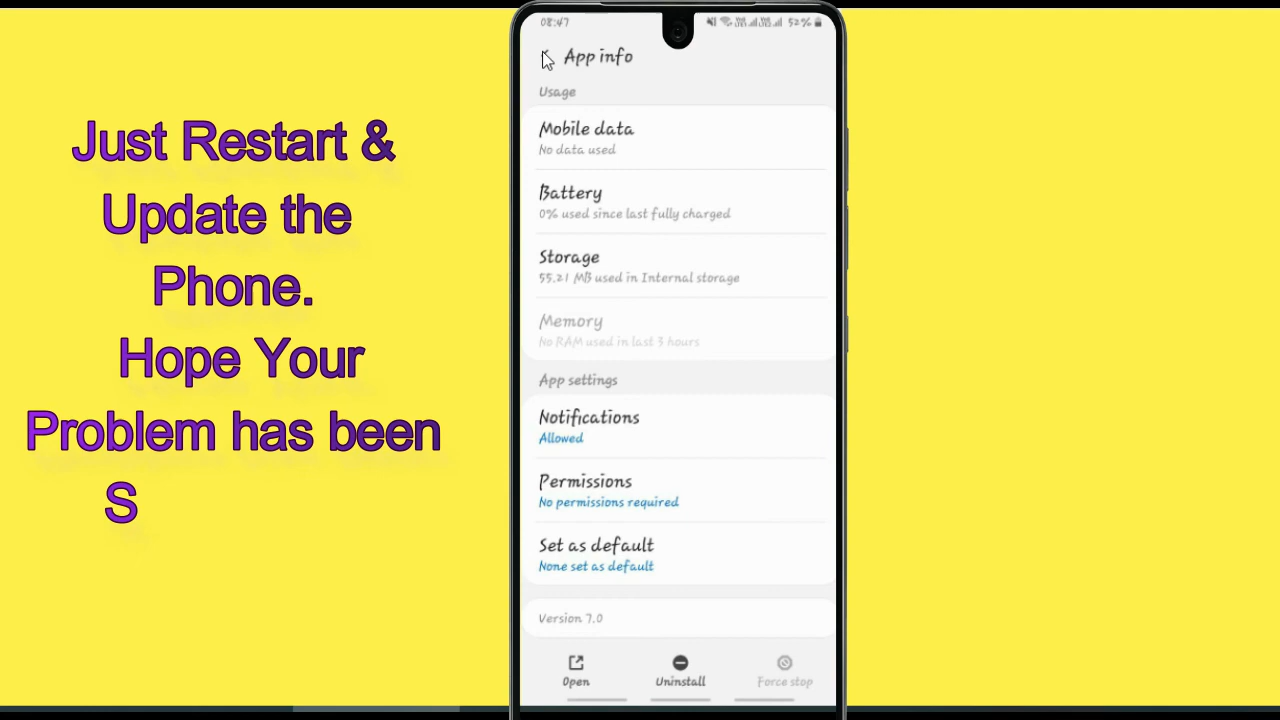 Just Restart &
Update the
Phone.
Hope Your
Problem has been
S
08:47
52%
App info
Usage
Mobile data
No data used
Battery
0% used since last fully charged
Storage
55.21 MB used in Internal storage
Memory
No RAM used in last 3 hours
App settings
Notifications
Allowed
Permissions
No permissions required
Set as default
None set as default
Version 7.0
Open Uninstall Force stop